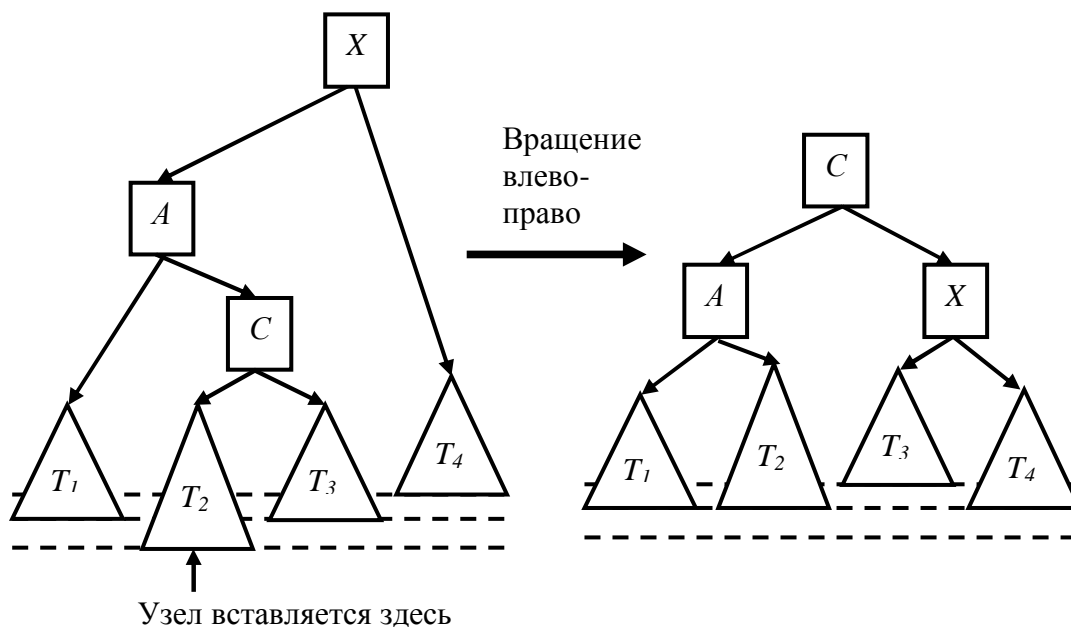 X
Вращение
влево-
право
C
A
A
X
C
T4
T1
T2
T3
T1
T2
T3
T4
Узел вставляется здесь